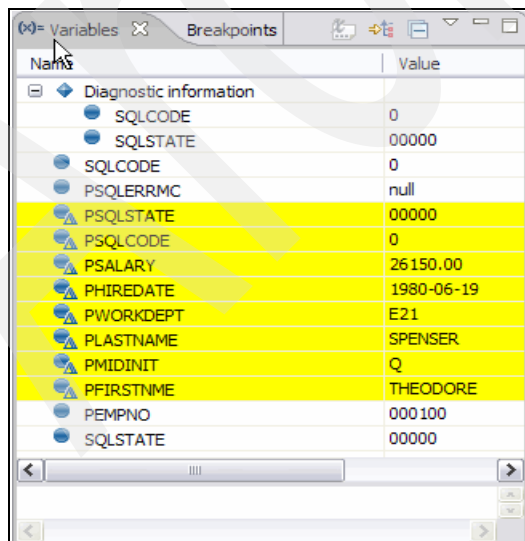 (x)= Variables Breakpoints
Name Value
Diagnostic information
SQLCODE 0
SQLSTATE 00000
SQLCODE 0
PSQLERRMC null
PSQLSTATE 00000
PSQLCODE 0
PSALARY 26150.00
PHIREDATE 1980-06-19
PWORKDEPT E21
PLASTNAME SPENSER
PMIDINIT Q
PFIRSTNME THEODORE
PEMPNO 000100
SQLSTATE 00000